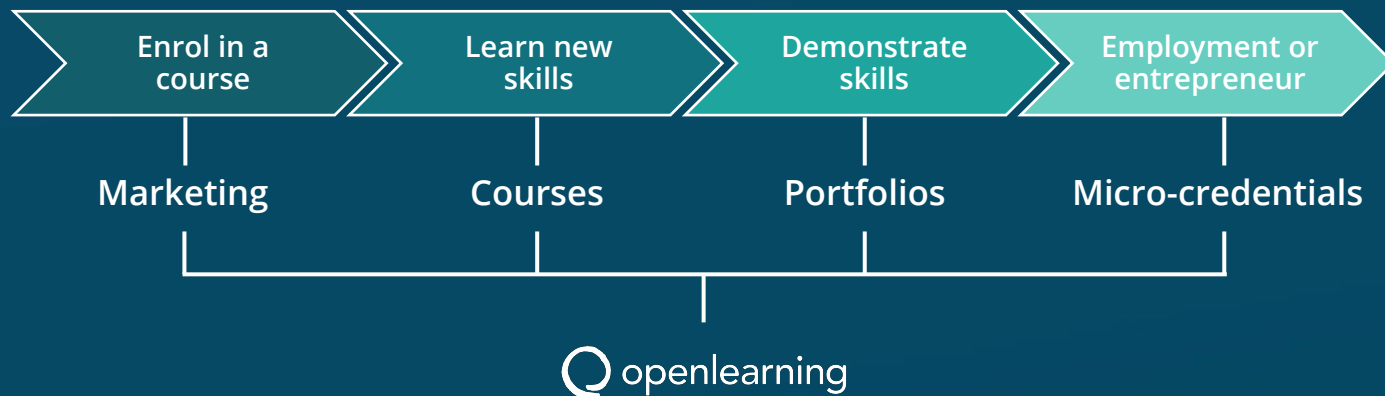 Enrol in a
course
Learn new
skills
Demonstrate
skills
Employment or
entrepreneur
Marketing
Courses
Portfolios
Micro-credentials
openlearning